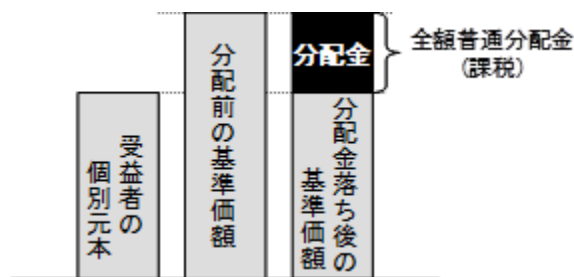 全額普通分配金
(課税)
分配金
分配前の基準価額
分配金落ち後の
基準価額
受益者の
個別元本